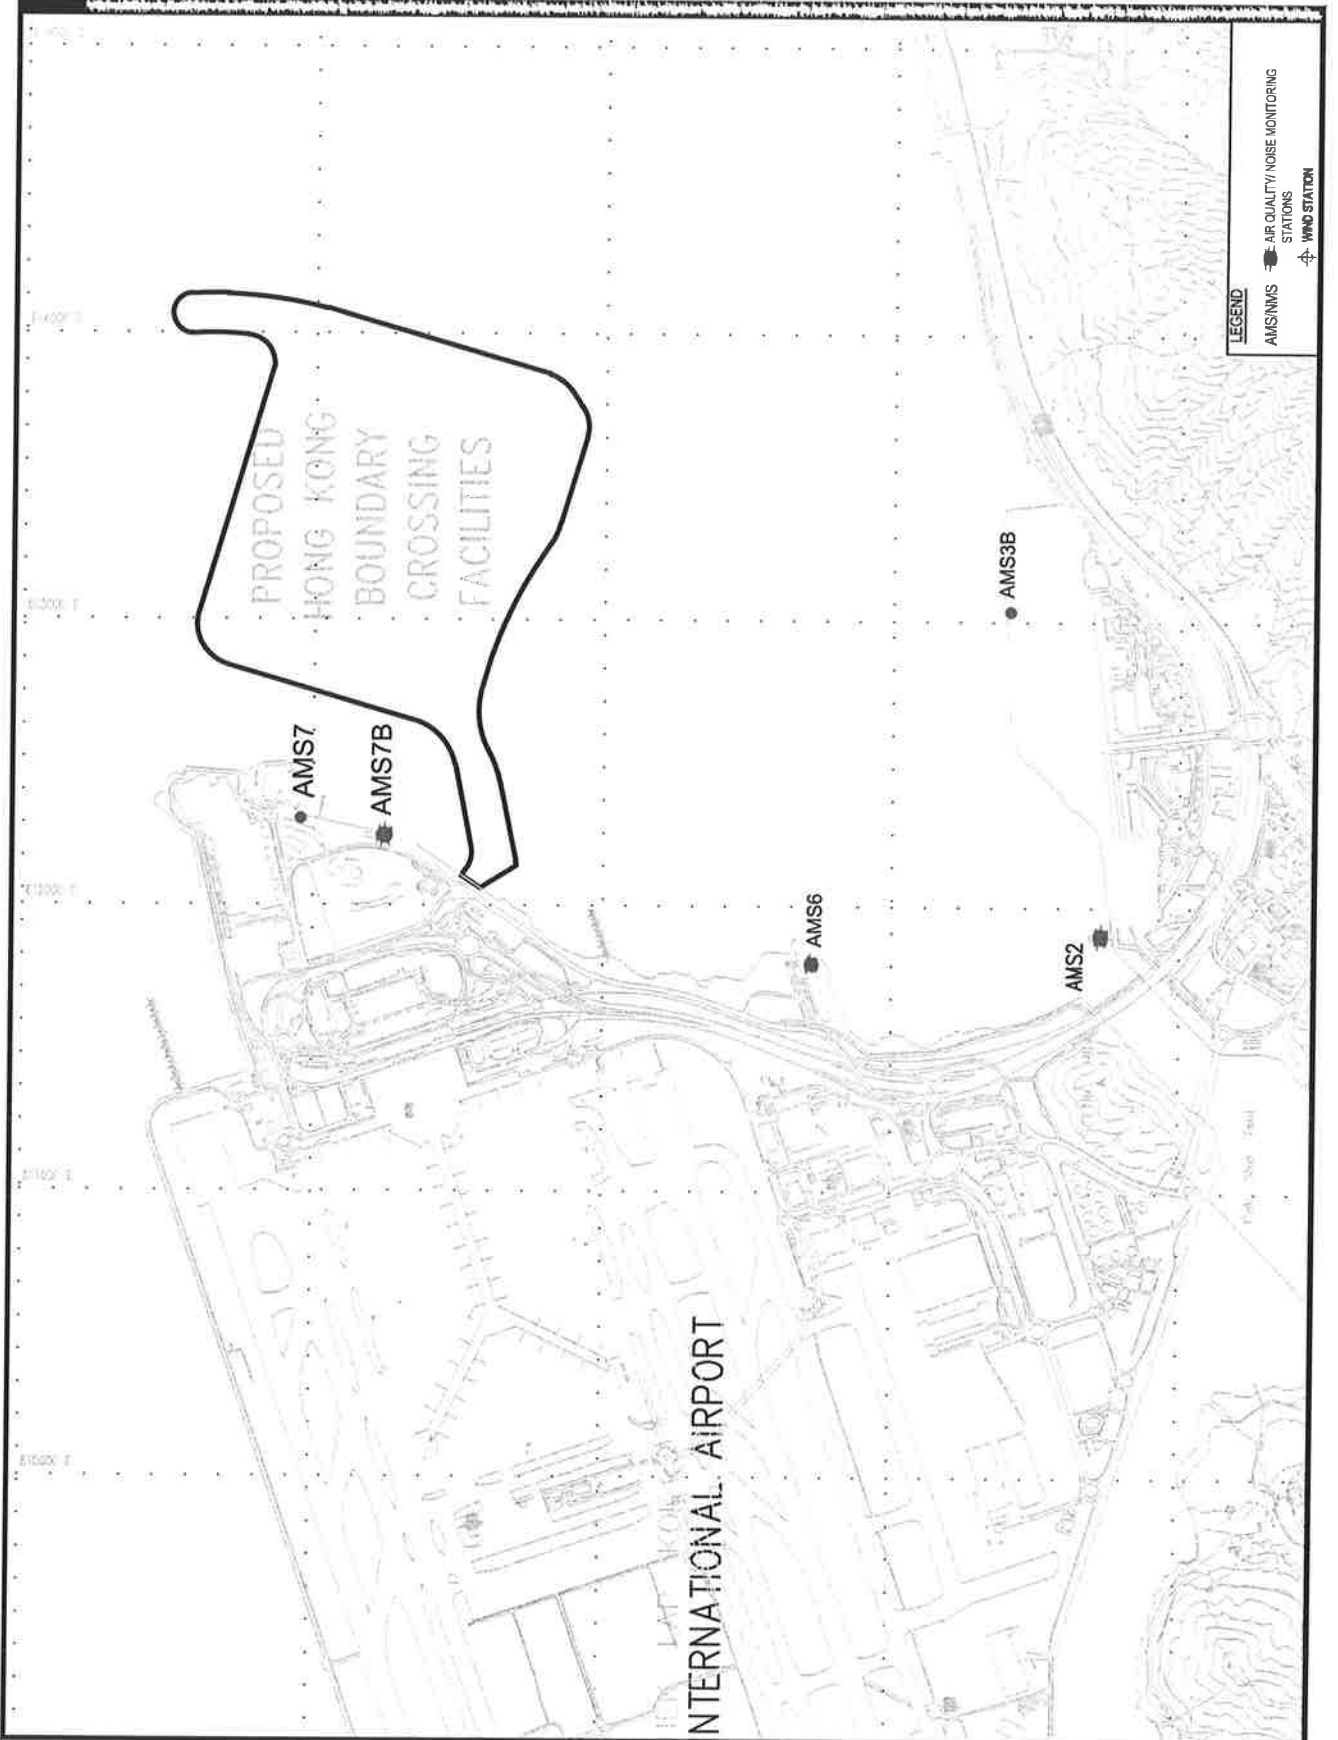 PROPOSED
HONG KONG
BOUNDARY
CROSSING
FACILITIES
AMS7
AMS7B
AMS3B
AMS6
AMS2
NTERNATIONAL AIRPORT
LEGEND
AMS/NMS AIR QUALITY/ NOISE MONITORING
STATIONS
WIND STATION